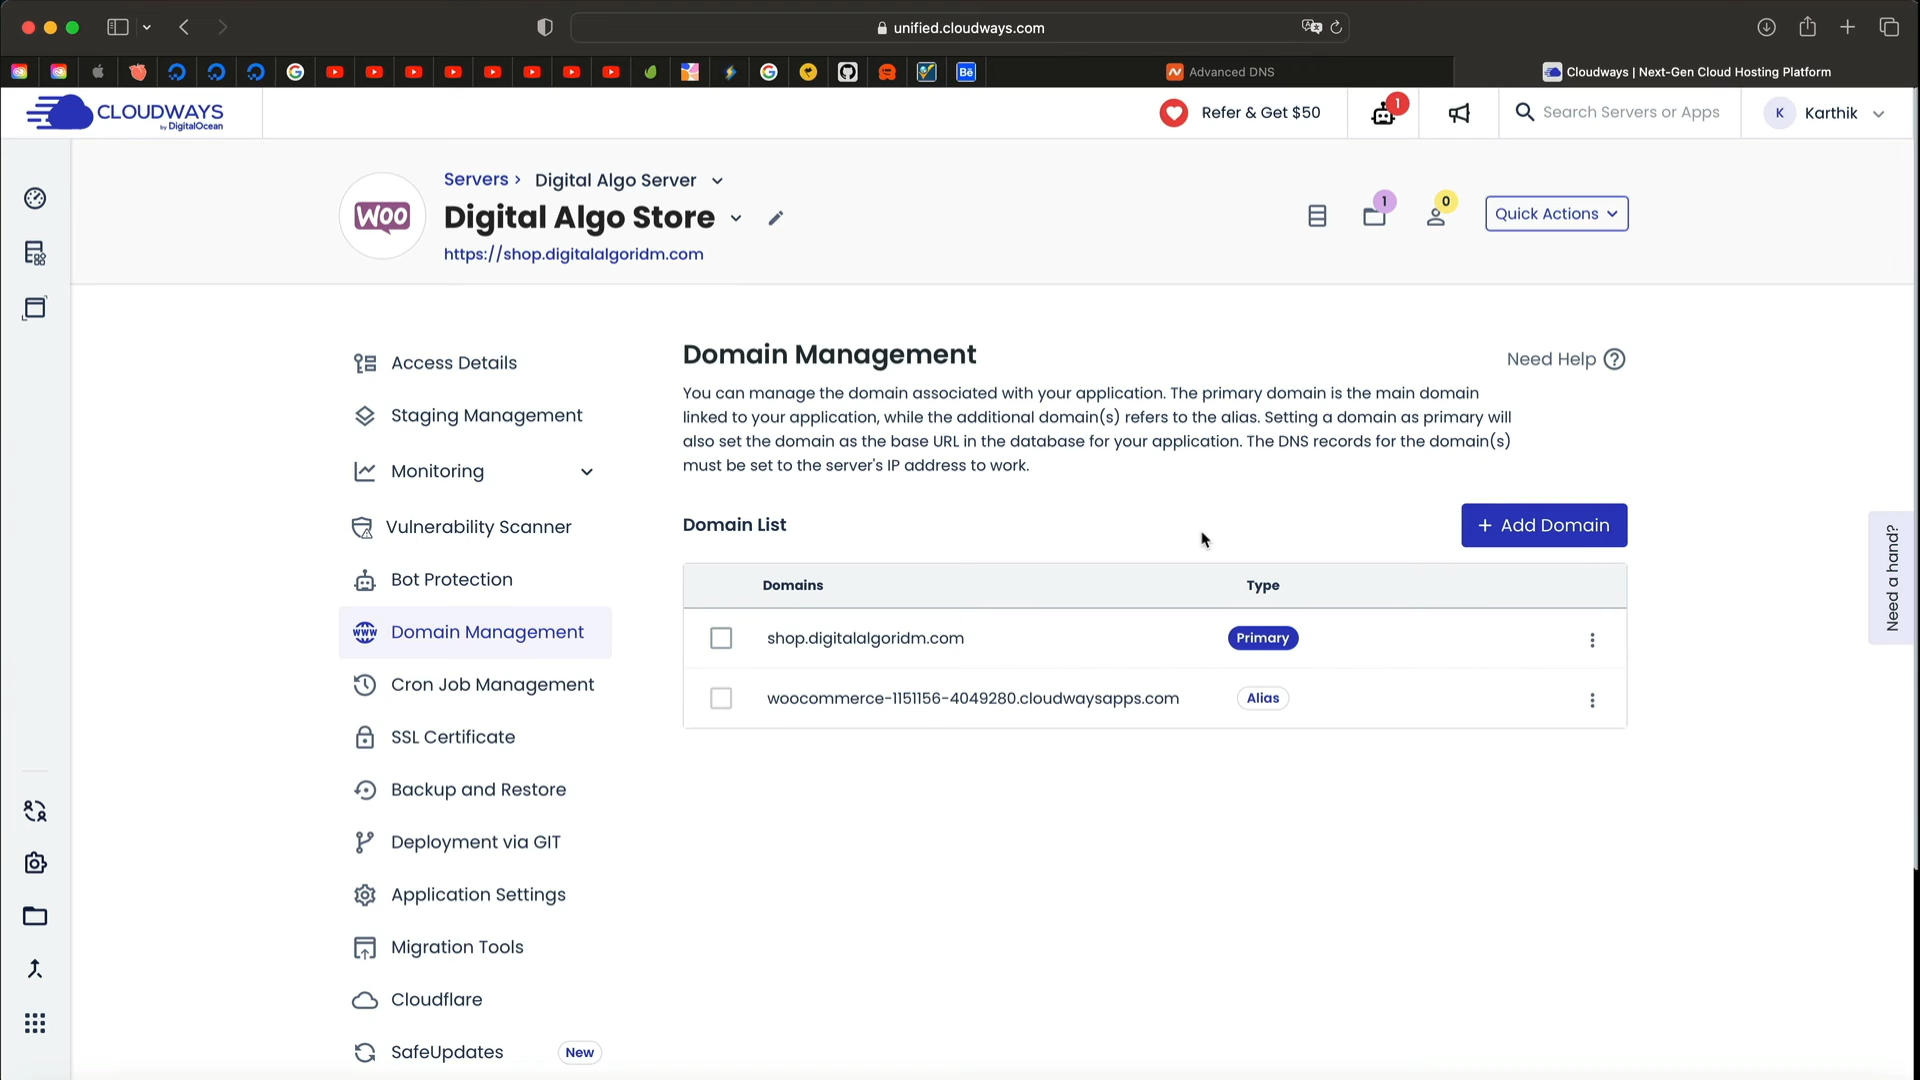 unified.cloudways.com
Advanced DNS
Cloudways | Next-Gen Cloud Hosting Platform
CLOUDWAYS
by DigitalOcean
Refer & Get $50
1
Search Servers or Apps
K
Karthik
Servers >
Digital Algo Server
WOO
Digital Algo Store
https://shop.digitalalgoridm.com
1
0
Quick Actions
Access Details
Staging Management
Monitoring
Vulnerability Scanner
Bot Protection
Domain Management
Cron Job Management
SSL Certificate
Backup and Restore
Deployment via GIT
Application Settings
Migration Tools
Cloudflare
SafeUpdates
New
Domain Management
Need Help
You can manage the domain associated with your application. The primary domain is the main domain
linked to your application, while the additional domain(s) refers to the alias. Setting a domain as primary will
also set the domain as the base URL in the database for your application. The DNS records for the domain(s)
must be set to the server's IP address to work.
Domain List
+ Add Domain
Domains
Type
shop.digitalalgoridm.com
Primary
woocommerce-1151156-4049280.cloudwaysapps.com
Alias
Need a hand?